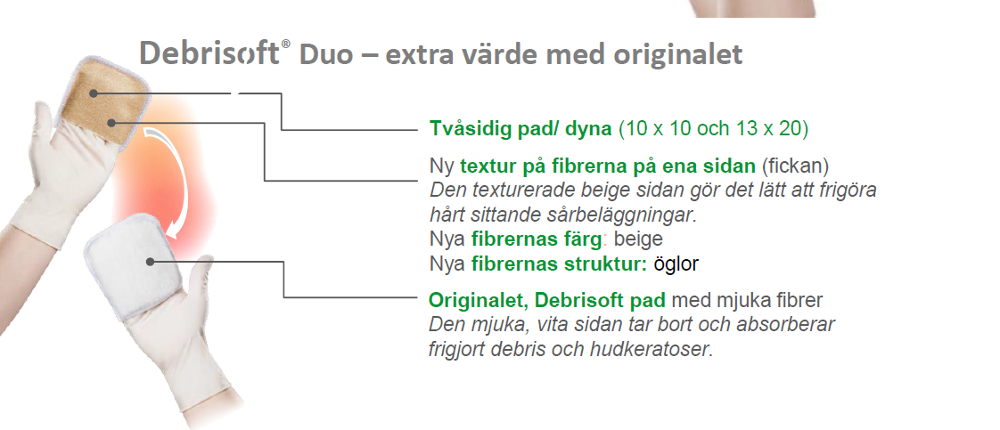 Debrisoft® Duo – extra värde med originalet
Tvåsidig pad/ dyna (10 x 10 och 13 x 20)
Ny textur på fibrerna på ena sidan (fickan)
Den texturerade beige sidan gör det lätt att frigöra
hårt sittande sårbeläggningar.
Nya fibrernas färg: beige
Nya fibrernas struktur: öglor
Originalet, Debrisoft pad med mjuka fibrer
Den mjuka, vita sidan tar bort och absorberar
frigjort debris och hudkeratoser.